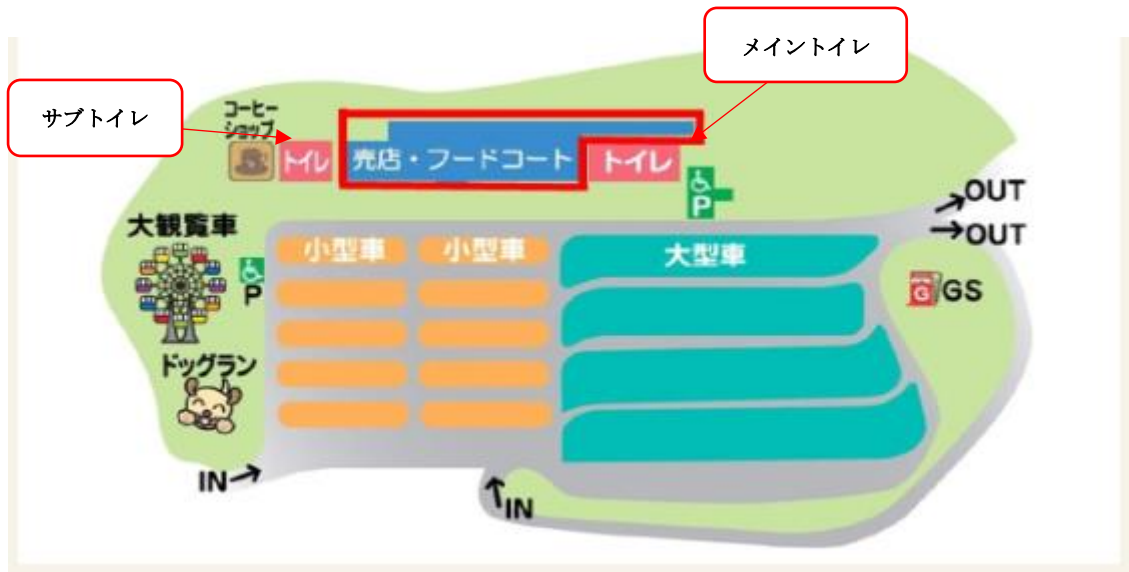 メイントイレ
サブトイレ
コーヒー
ショップ
トイレ
売店・フードコート
トイレ
P
OUT
OUT
大観覧車
小型車
小型車
大型車
P
G
GS
ドッグラン
IN
IN